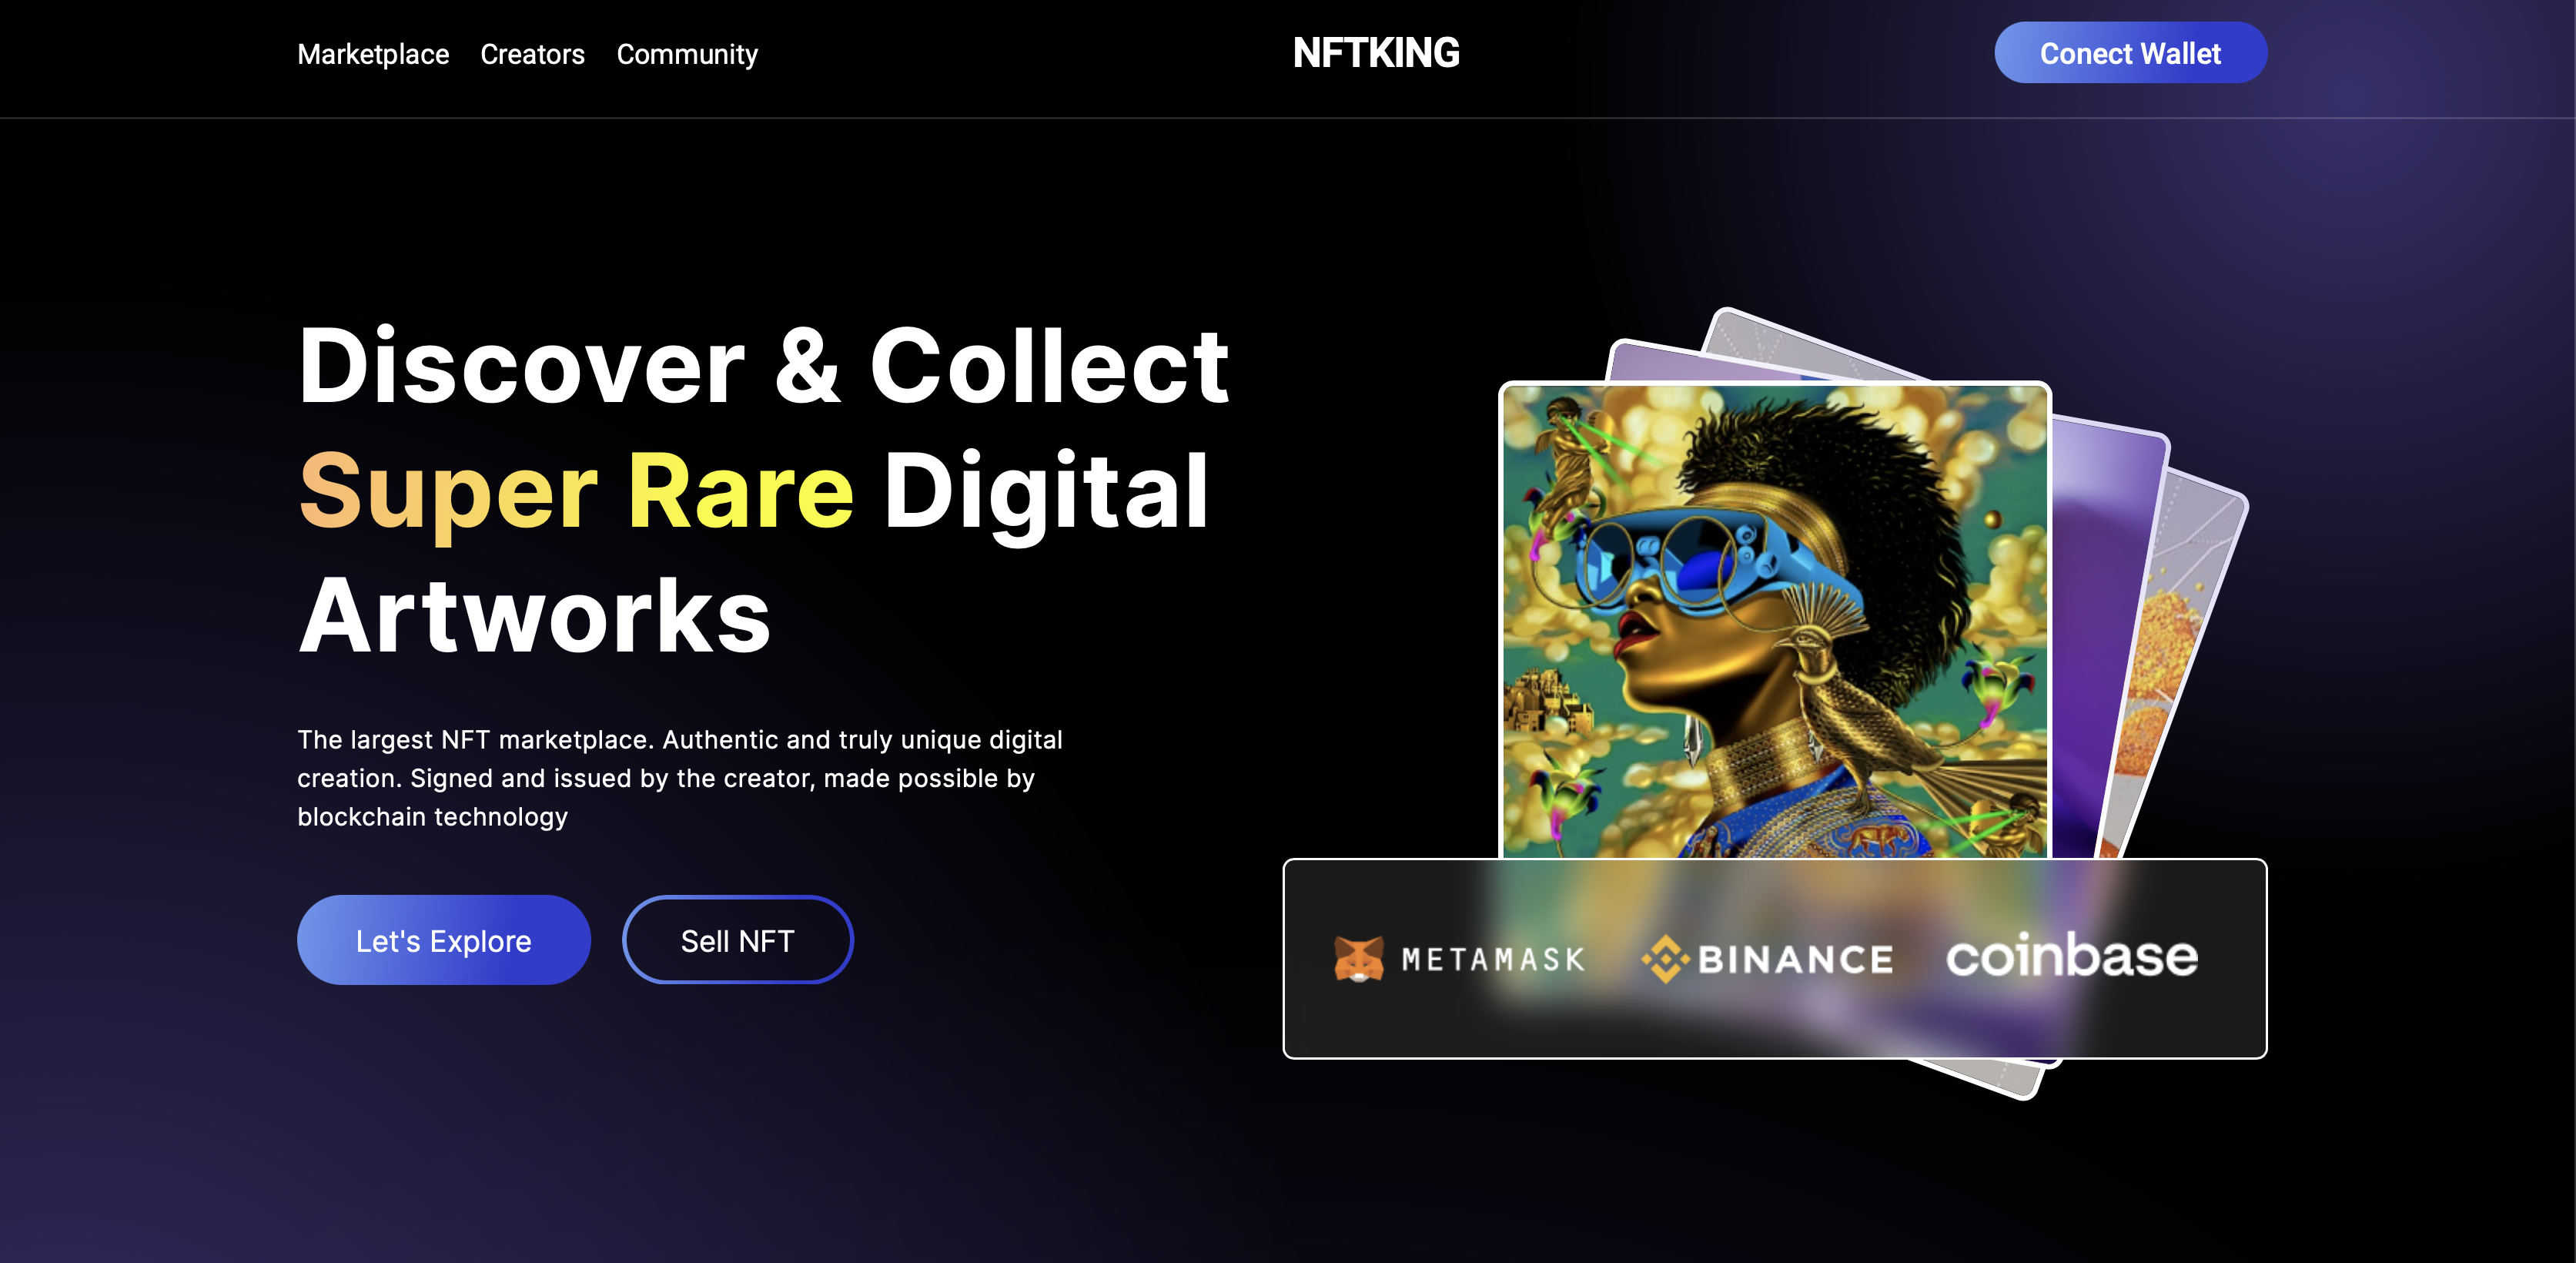 Marketplace Creators Community NFTKING Conect Wallet
Discover & Collect
Super Rare Digital
Artworks
The largest NFT marketplace. Authentic and truly unique digital
creation. Signed and issued by the creator, made possible by
blockchain technology
Let's Explore Sell NFT
METAMASK BINANCE coinbase